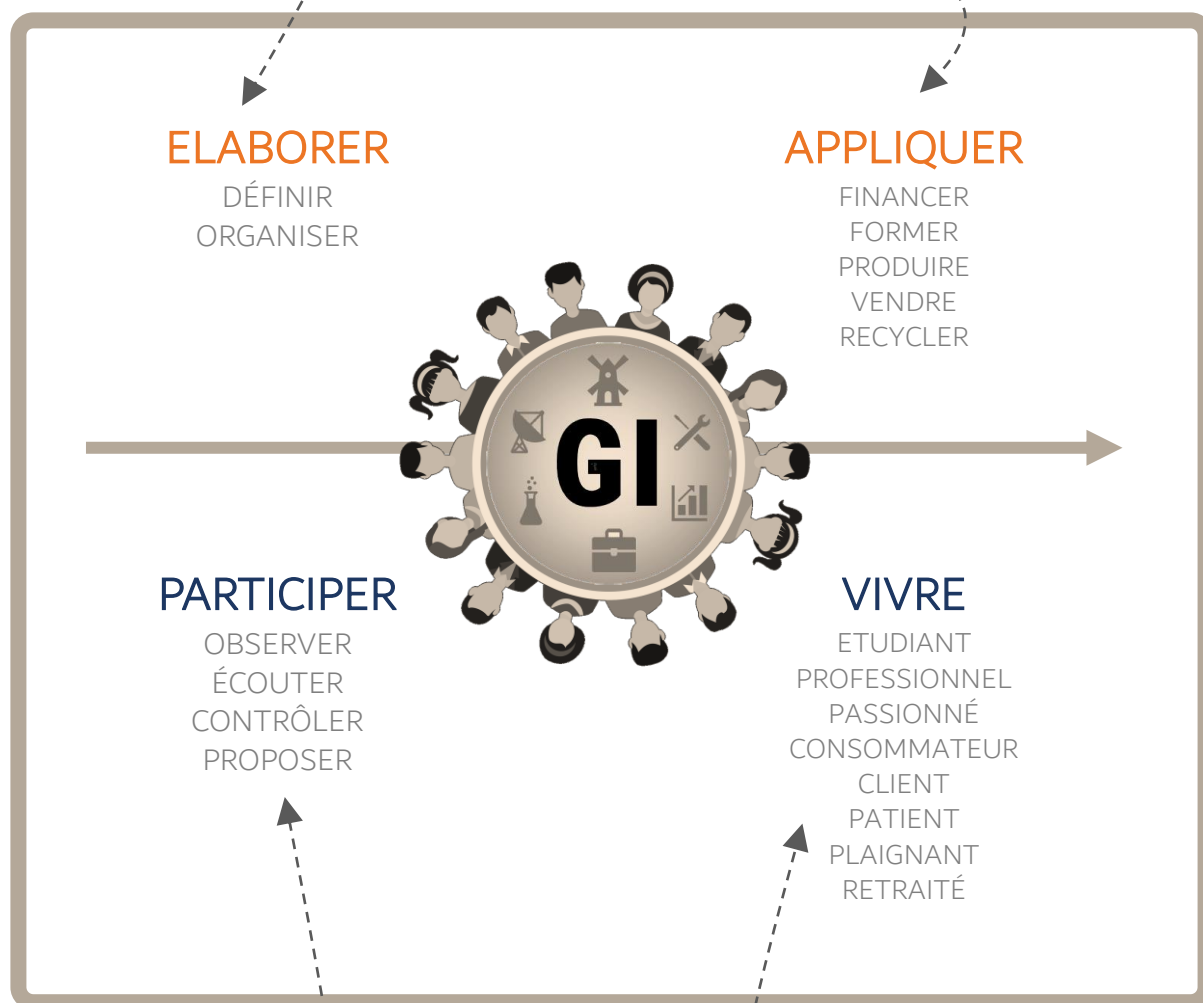 ELABORER
DÉFINIR
ORGANISER
APPLIQUER
FINANCER
FORMER
PRODUIRE
VENDRE
RECYCLER
GI
PARTICIPER
OBSERVER
ÉCOUTER
CONTRÔLER
PROPOSER
VIVRE
ETUDIANT
PROFESSIONNEL
PASSIONNÉ
CONSOMMATEUR
CLIENT
PATIENT
PLAIGNANT
RETRAITÉ